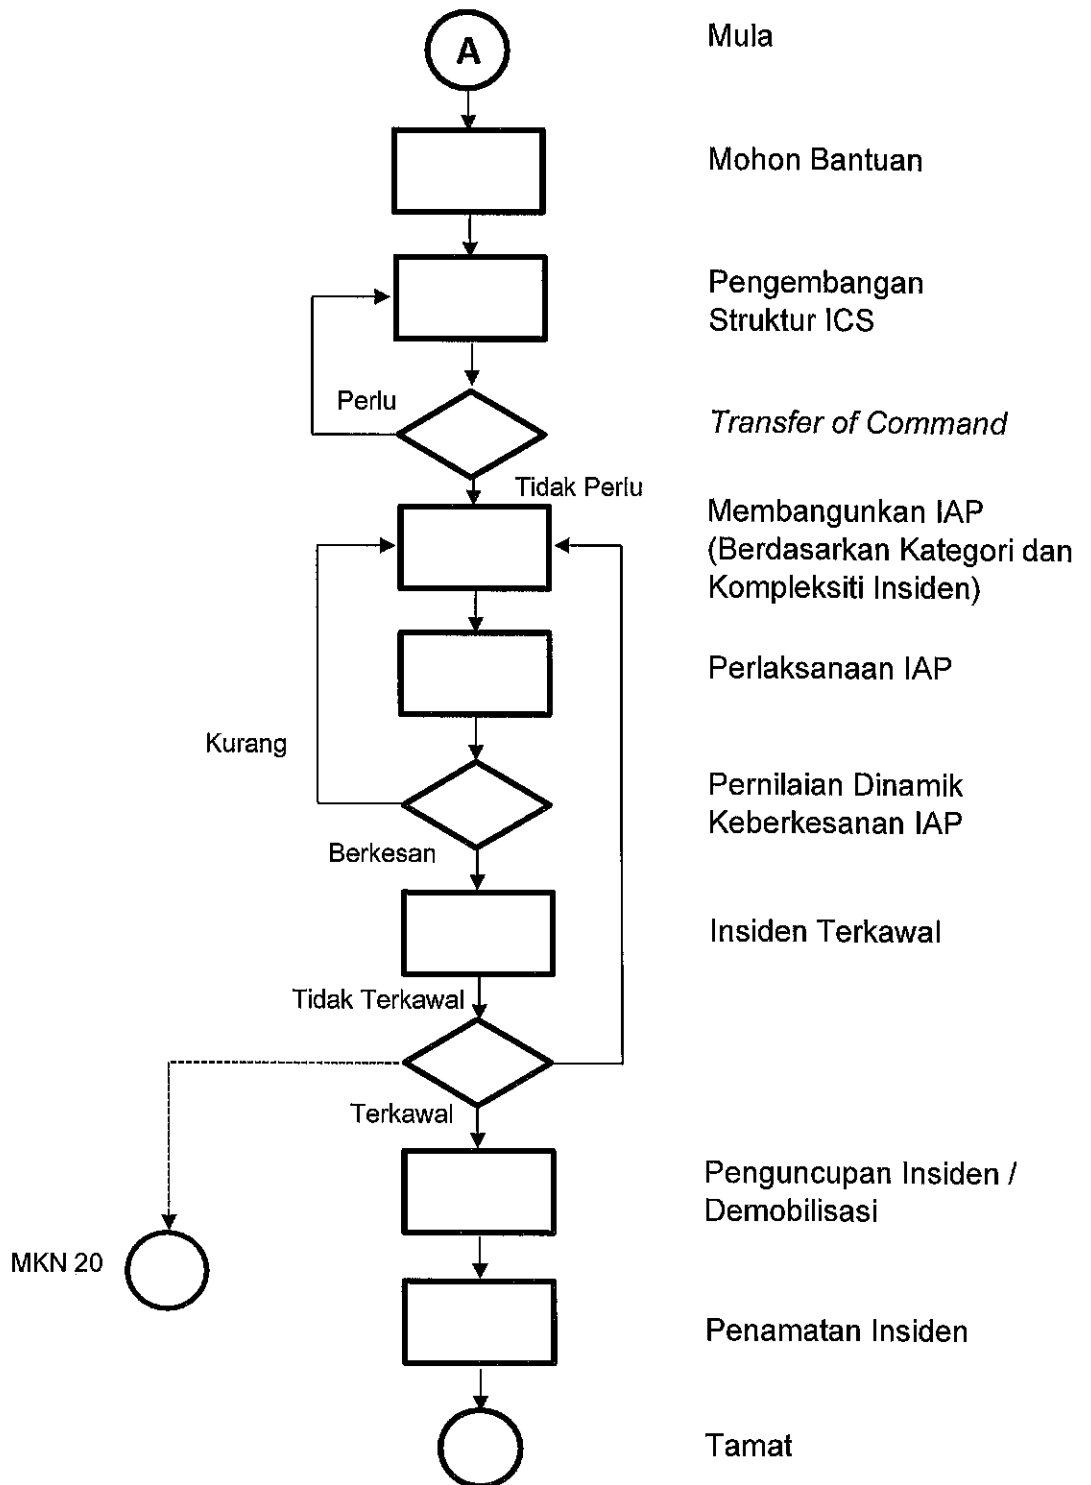 A
Mula
Mohon Bantuan
Pengembangan
Struktur ICS
Perlu
Transfer of Command
Tidak Perlu
Membangunkan IAP
(Berdasarkan Kategori dan
Kompleksiti Insiden)
Perlaksanaan IAP
Kurang
Pernilaian Dinamik
Keberkesanan IAP
Berkesan
Insiden Terkawal
Tidak Terkawal
Terkawal
Penguncupan Insiden /
Demobilisasi
MKN 20
Penamatan Insiden
Tamat